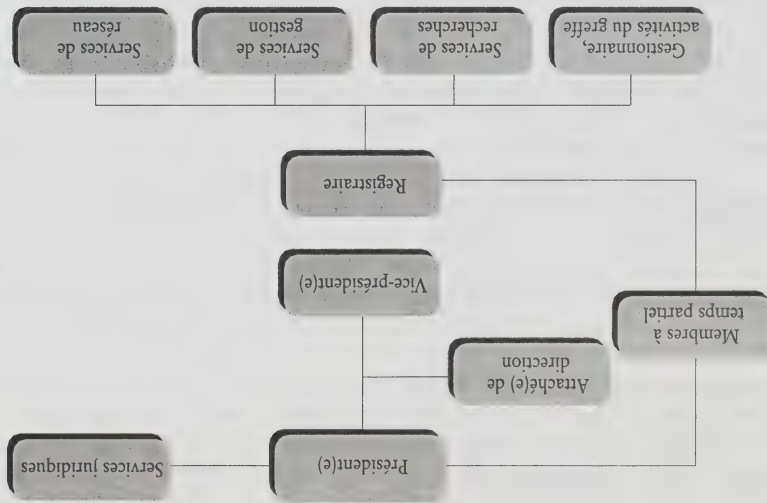 Président(e)
Services juridiques
Attaché(e) de
direction
Membres à
temps partiel
Vice-président(e)
Registraire
Gestionnaire,
activités du greffe
Services de
recherches
Services de
gestion
Services de
réseau